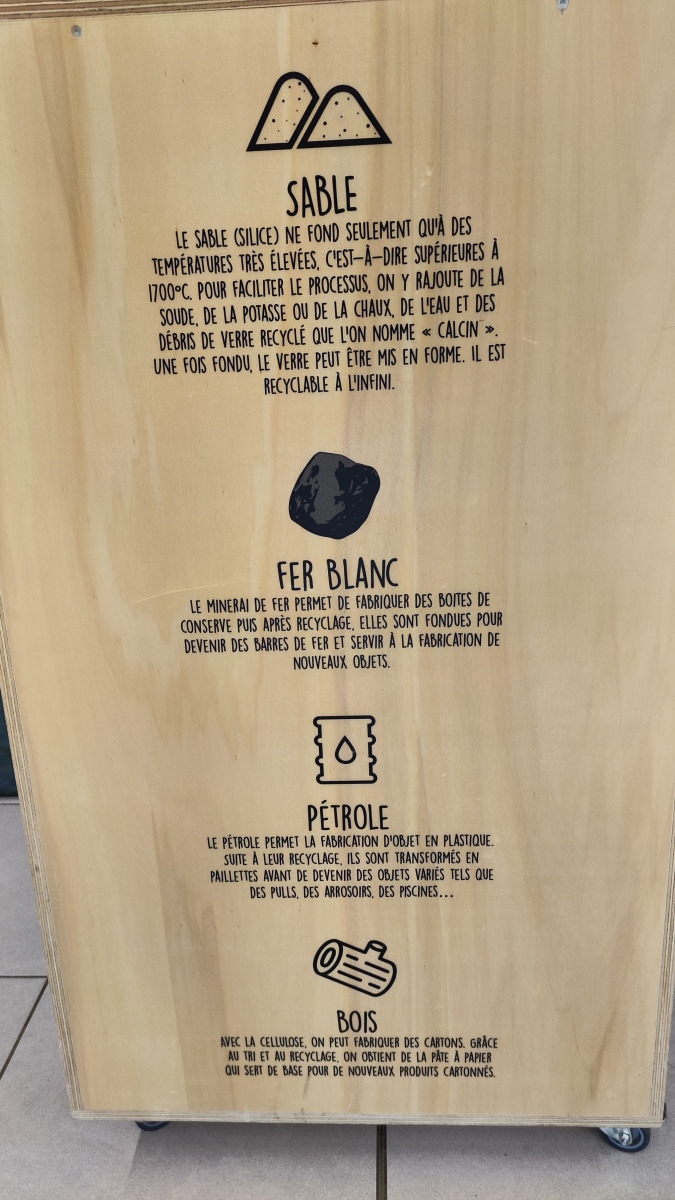 SABLE
LE SABLE (SILICE) NE FOND SEULEMENT QU'À DES
TEMPÉRATURES TRÈS ÉLEVÉES, C'EST-À-DIRE SUPÉRIEURES À
1700°C. POUR FACILITER LE PROCESSUS, ON Y RAJOUTE DE LA
SOUDE, DE LA POTASSE OU DE LA CHAUX, DE L'EAU ET DES
DÉBRIS DE VERRE RECYCLÉ QUE L'ON NOMME « CALCIN ».
UNE FOIS FONDU, LE VERRE PEUT ÊTRE MIS EN FORME. IL EST
RECYCLABLE À L'INFINI.
FER BLANC
LE MINERAI DE FER PERMET DE FABRIQUER DES BOITES DE
CONSERVE PUIS APRÈS RECYCLAGE, ELLES SONT FONDUES POUR
DEVENIR DES BARRES DE FER ET SERVIR À LA FABRICATION DE
NOUVEAUX OBJETS.
PÉTROLE
LE PÉTROLE PERMET LA FABRICATION D'OBJET EN PLASTIQUE.
SUITE À LEUR RECYCLAGE, ILS SONT TRANSFORMÉS EN
PAILLETTES AVANT DE DEVENIR DES OBJETS VARIÉS TELS QUE
DES PULLS, DES ARROSOIRS, DES PISCINES...
BOIS
AVEC LA CELLULOSE, ON PEUT FABRIQUER DES CARTONS. GRÂCE
AU TRI ET AU RECYCLAGE, ON OBTIENT DE LA PÂTE À PAPIER
QUI SERT DE BASE POUR DE NOUVEAUX PRODUITS CARTONNÉS.